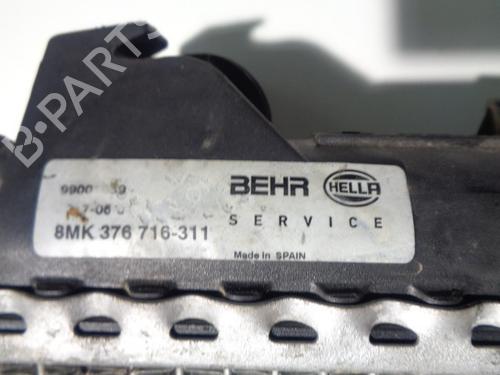 B-PARTS
BEHR HELLA
SERVICE
8MK 376 716-311
Made in SPAIN